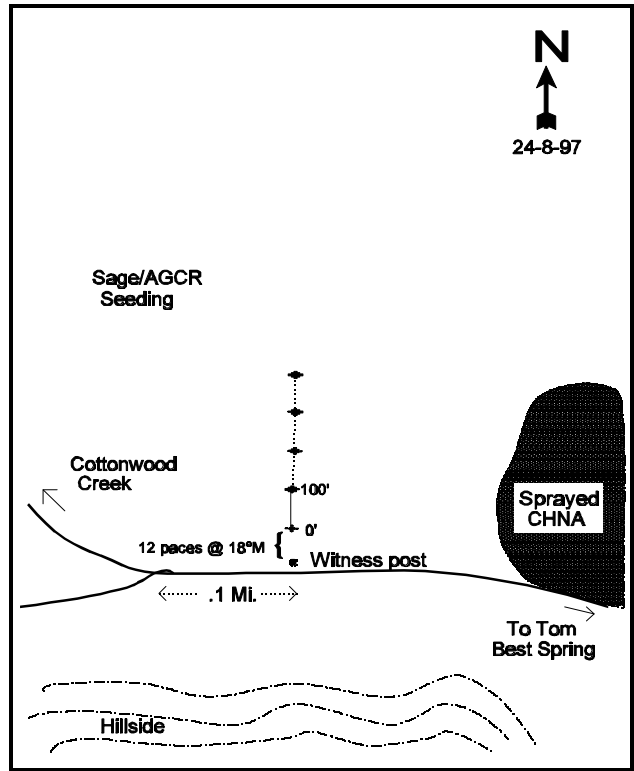 N
24-8-97
Sage/AGCR
Seeding
Cottonwood
Creek
100'
Sprayed
CHNA
0'
12 paces @ 18°M
Witness post
.1 Mi.
To Tom
Best Spring
Hillside